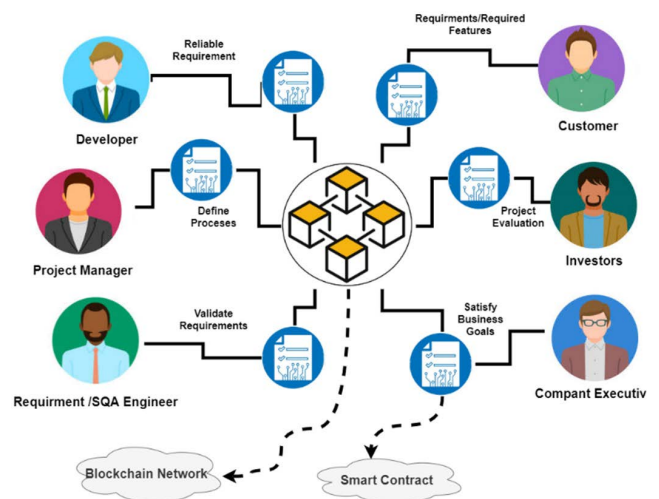 Reliable
Requirement
Requirments/Required
Features
Developer
Customer
Define
Proceses
Project
Evaluation
Project Manager
Investors
Validate
Requirements
Satisfy
Business
Goals
Requirment /SQA Engineer
Compant Executiv
Blockchain Network
Smart Contract